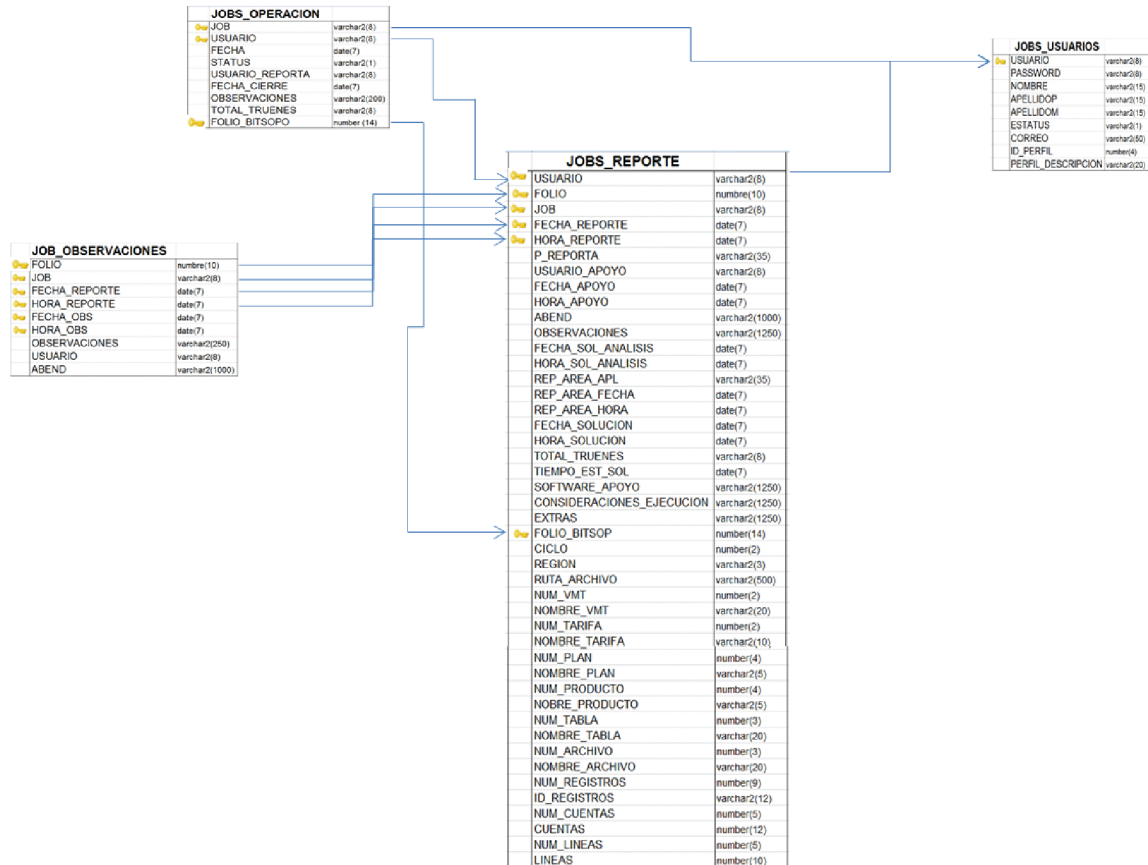 JOBS_OPERACION
JOB varchar2(8)
USUARIO varchar2(8)
FECHA date(7)
STATUS varchar2(1)
USUARIO_REPORTA varchar2(8)
FECHA_CIERRE date(7)
OBSERVACIONES varchar2(200)
TOTAL_TRUENES varchar2(8)
FOLIO_BITSOPO number (14)
JOBS_USUARIOS
USUARIO varchar2(8)
PASSWORD varchar2(8)
NOMBRE varchar2(15)
APELLIDOP varchar2(15)
APELLIDOM varchar2(15)
ESTATUS varchar2(1)
CORREO varchar2(50)
ID_PERFIL number(4)
PERFIL_DESCRIPCION varchar2(20)
JOB_OBSERVACIONES
FOLIO numbre(10)
JOB varchar2(8)
FECHA_REPORTE date(7)
HORA_REPORTE date(7)
FECHA_OBS date(7)
HORA_OBS date(7)
OBSERVACIONES varchar2(250)
USUARIO varchar2(8)
ABEND varchar2(1000)
JOBS_REPORTE
USUARIO varchar2(8)
FOLIO numbre(10)
JOB varchar2(8)
FECHA_REPORTE date(7)
HORA_REPORTE date(7)
P_REPORTA varchar2(35)
USUARIO_APOYO varchar2(8)
FECHA_APOYO date(7)
HORA_APOYO date(7)
ABEND varchar2(1000)
OBSERVACIONES varchar2(1250)
FECHA_SOL_ANALISIS date(7)
HORA_SOL_ANALISIS date(7)
REP_AREA_APL varchar2(35)
REP_AREA_FECHA date(7)
REP_AREA_HORA date(7)
FECHA_SOLUCION date(7)
HORA_SOLUCION date(7)
TOTAL_TRUENES varchar2(8)
TIEMPO_EST_SOL date(7)
SOFTWARE_APOYO varchar2(1250)
CONSIDERACIONES_EJECUCION varchar2(1250)
EXTRAS varchar2(1250)
FOLIO_BITSOP number(14)
CICLO number(2)
REGION varchar2(3)
RUTA_ARCHIVO varchar2(500)
NUM_VMT number(2)
NOMBRE_VMT varchar2(20)
NUM_TARIFA number(2)
NOMBRE_TARIFA varchar2(10)
NUM_PLAN number(4)
NOMBRE_PLAN varchar2(5)
NUM_PRODUCTO number(4)
NOBRE_PRODUCTO varchar2(5)
NUM_TABLA number(3)
NOMBRE_TABLA varchar(20)
NUM_ARCHIVO number(3)
NOMBRE_ARCHIVO varchar(20)
NUM_REGISTROS number(9)
ID_REGISTROS varchar2(12)
NUM_CUENTAS number(5)
CUENTAS number(12)
NUM_LINEAS number(5)
LINEAS number(10)